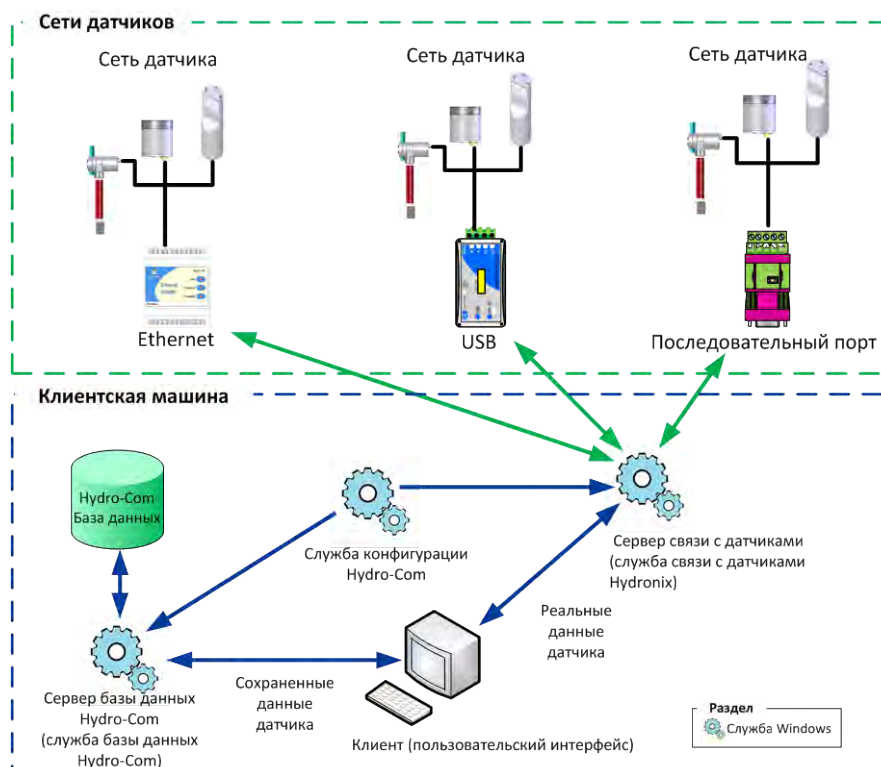 Сети датчиков
Сеть датчика
Сеть датчика
Сеть датчика
Ethernet
USB
Последовательный порт
Клиентская машина
Hydro-Com
База данных
Служба конфигурации
Hydro-Com
Сервер связи с датчиками
(служба связи с датчиками
Hydronix)
Реальные
данные
датчика
Сохраненные
данные
датчика
Сервер базы данных
Hydro-Com
(служба базы данных
Hydro-Com)
Клиент (пользовательский интерфейс)
Раздел
Служба Windows